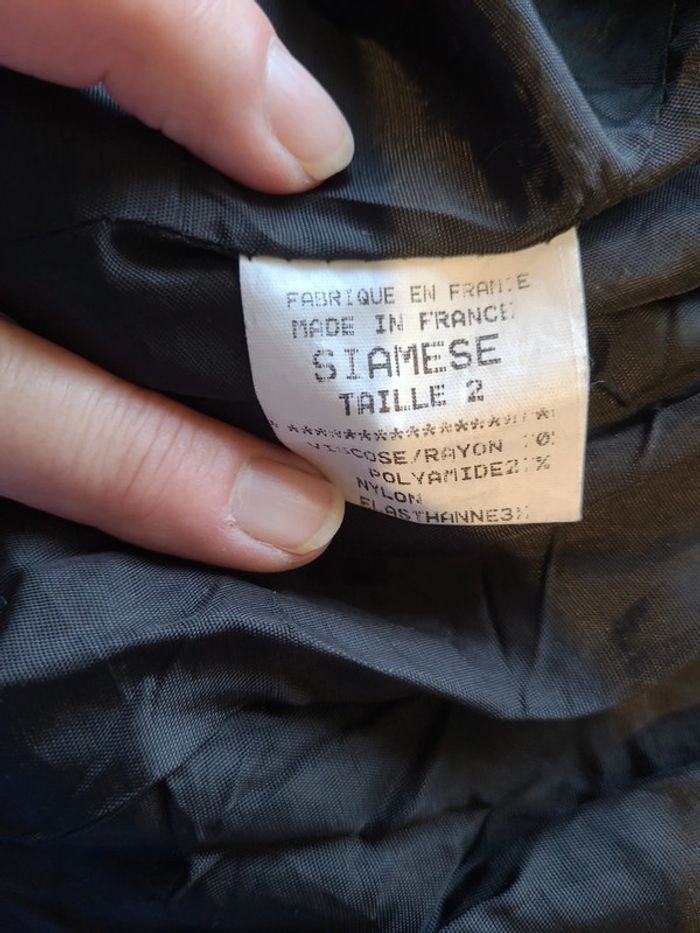 FABRIQUE EN FRANCE
MADE IN FRANCE
SIAMESE
TAILLE 2
*******************
VISCOSE/RAYON
POLYAMIDE
NYLON
ELASTHANNE3%